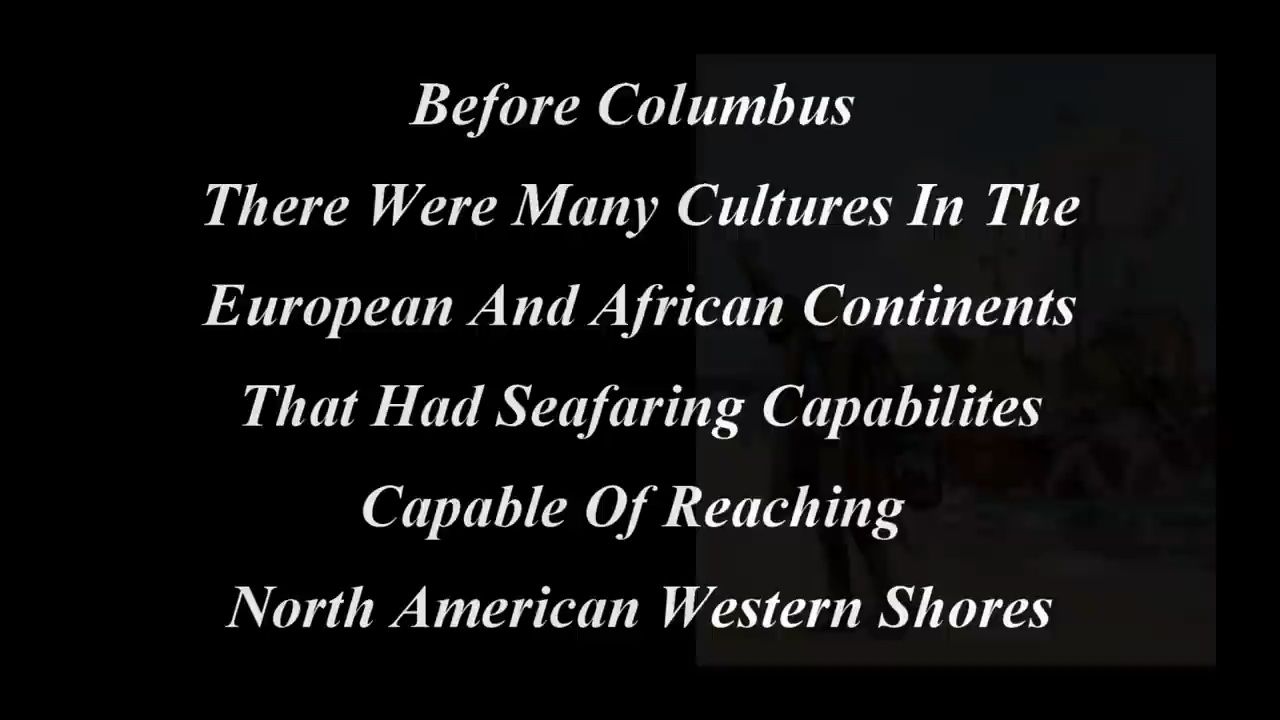 Before Columbus
There Were Many Cultures In The
European And African Continents
That Had Seafaring Capabilites
Capable Of Reaching
North American Western Shores